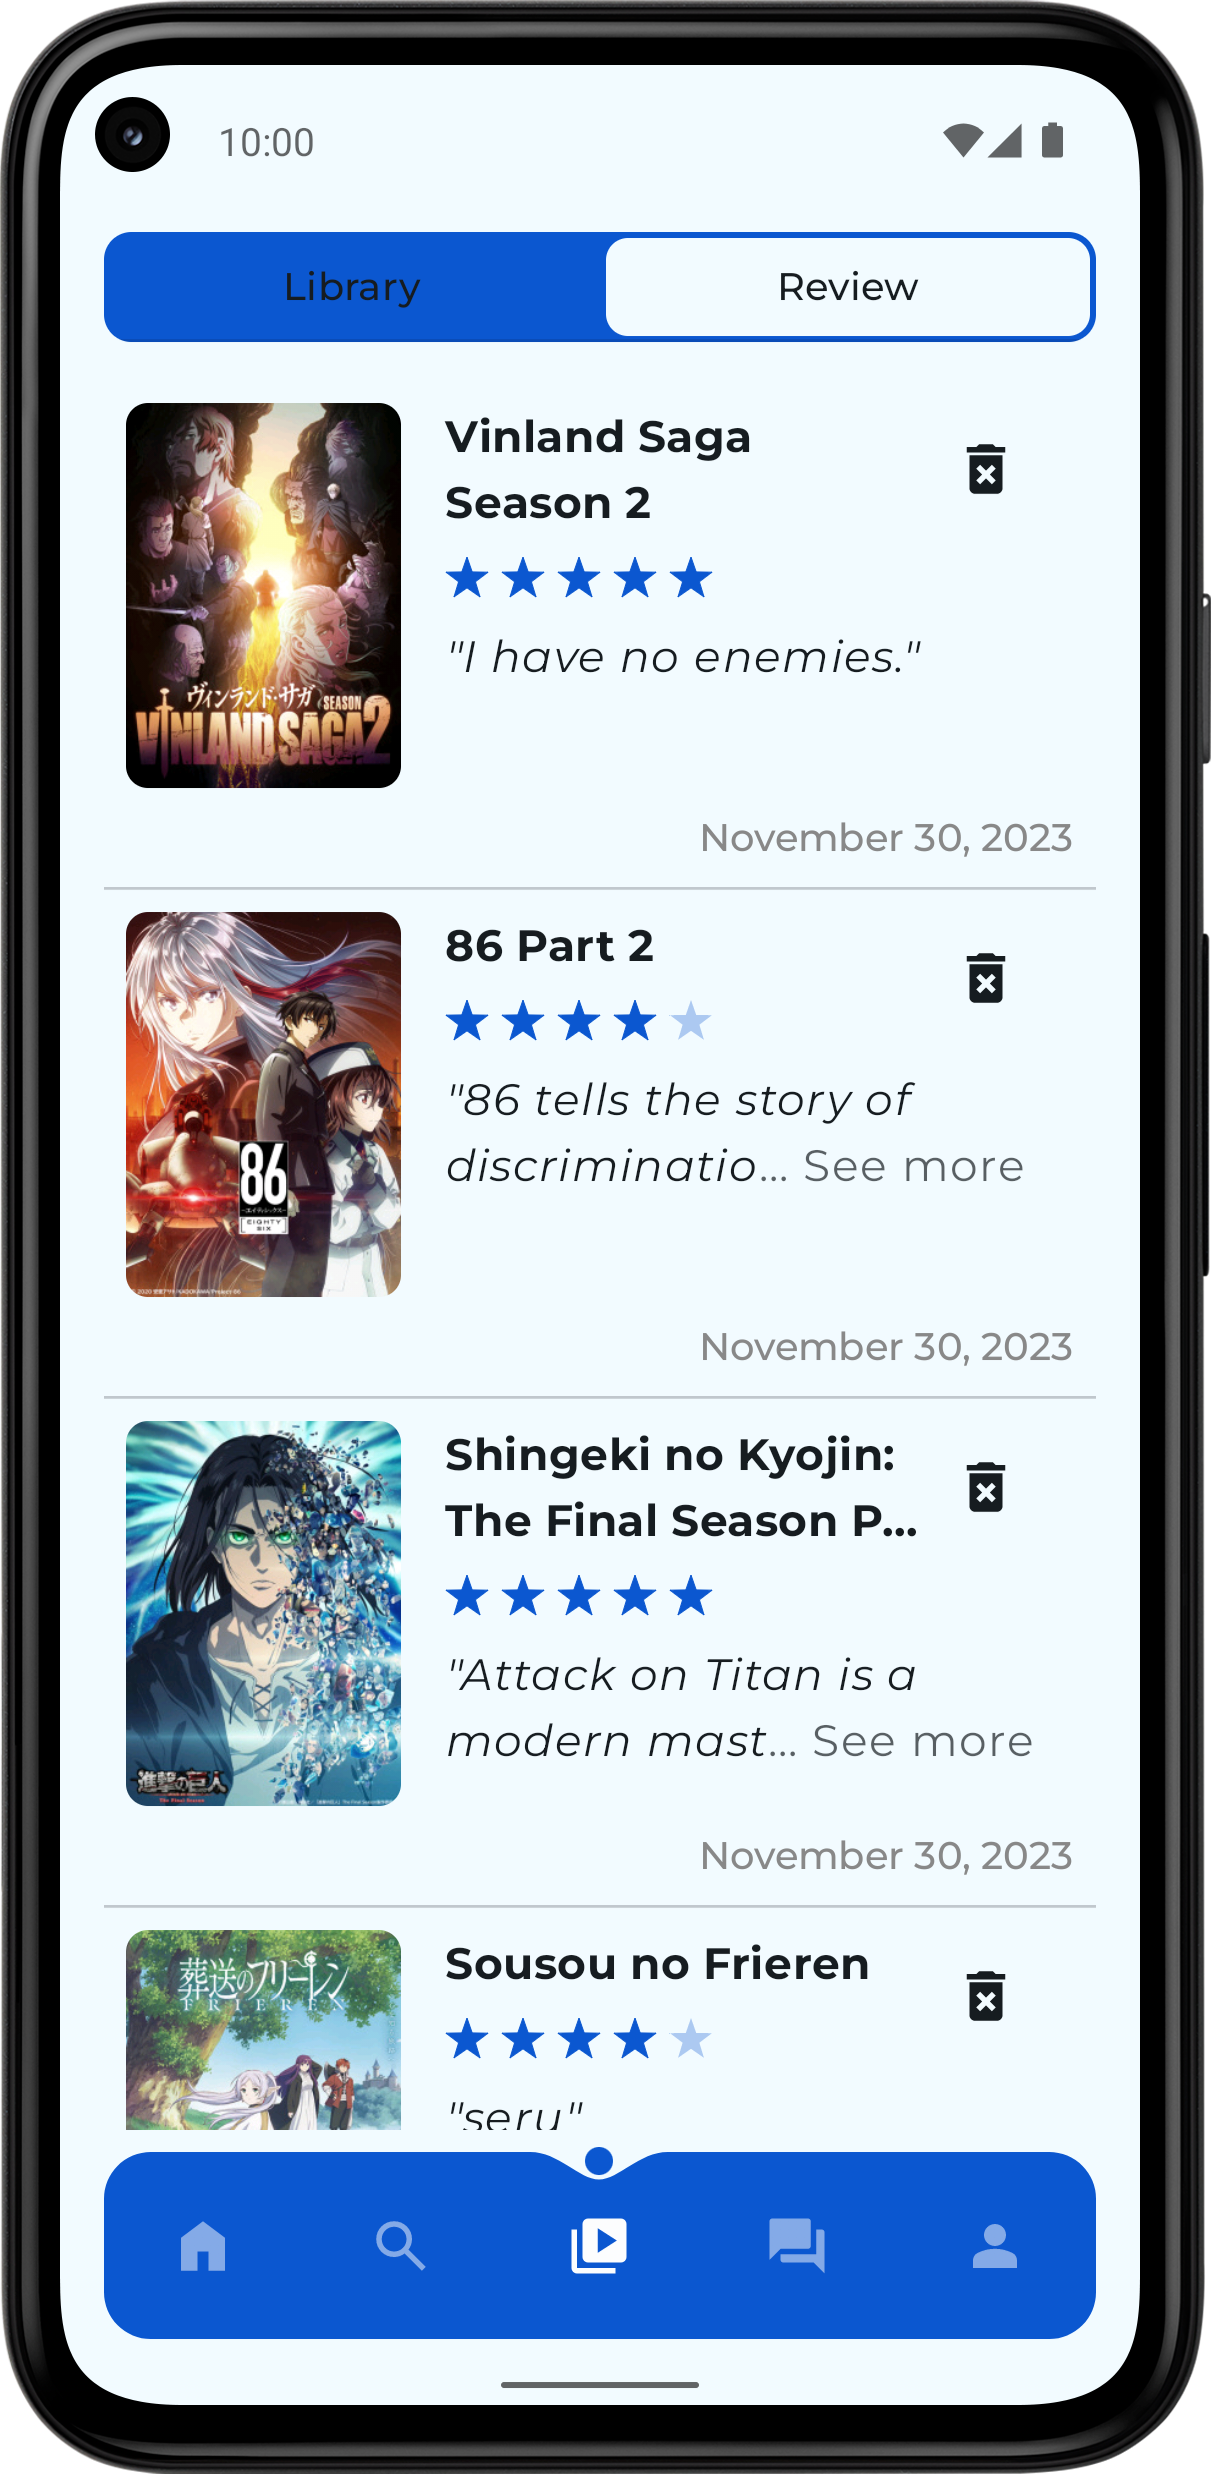 10:00
Library
Review
Vinland Saga
Season 2
"I have no enemies."
ヴィンランド・サガ SEASON
VINLAND SAGA 2
November 30, 2023
86 Part 2
"86 tells the story of
discriminatio... See more
86
-エイティシックス-
EIGHTY
SIX
November 30, 2023
Shingeki no Kyojin:
The Final Season P...
"Attack on Titan is a
modern mast... See more
進撃の巨人
The Final Season
November 30, 2023
Sousou no Frieren
葬送のフリーレン
FRIEREN
"seru"